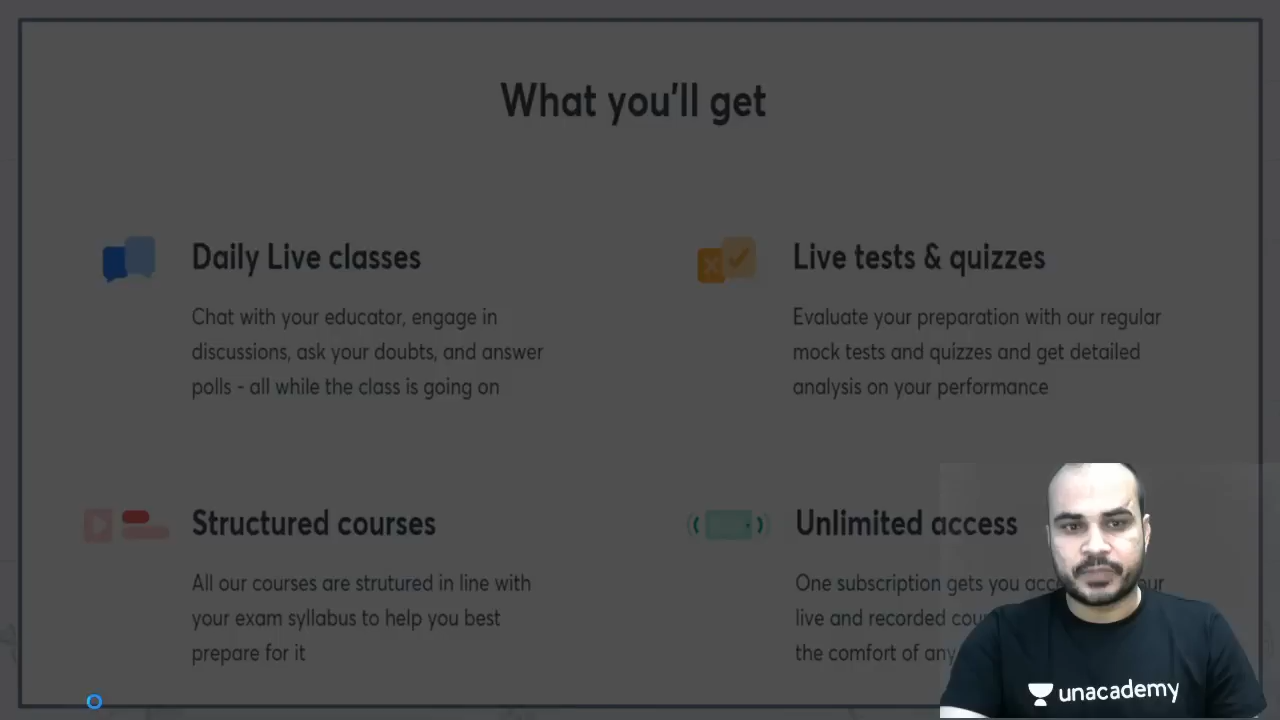 What you'll get
Daily Live classes
Chat with your educator, engage in
discussions, ask your doubts, and answer
polls - all while the class is going on
Live tests & quizzes
Evaluate your preparation with our regular
mock tests and quizzes and get detailed
analysis on your performance
Structured courses
All our courses are strutured in line with
your exam syllabus to help you best
prepare for it
Unlimited access
One subscription gets you
live and recorded
the comfort of any
unacademy